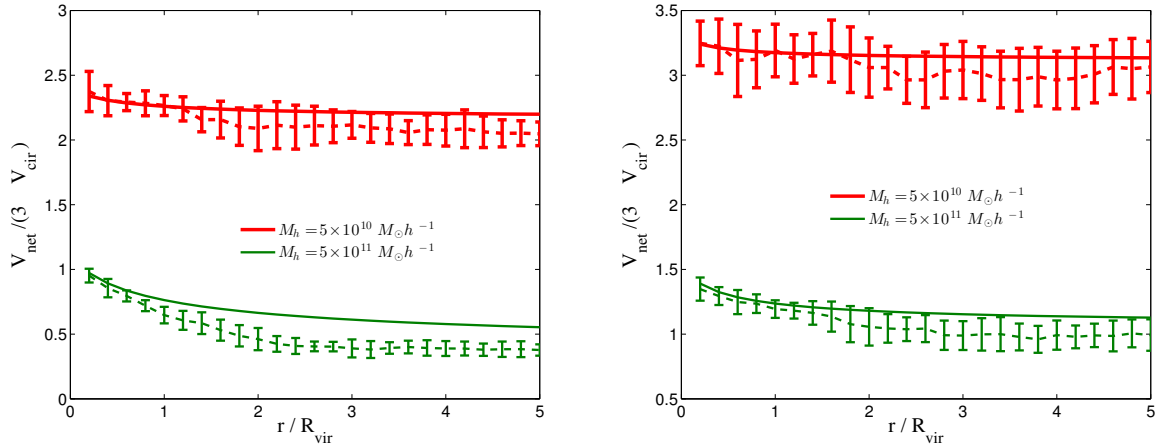 3
2.5
2
1.5
1
0.5
0
V_net /(3 V_cir )
M_h = 5×10^10 M_⊙h^−1
M_h = 5×10^11 M_⊙h^−1
0 1 2 3 4 5
r / R_vir
3.5
3
2.5
2
1.5
1
0.5
V_net /(3 V_cir )
M_h = 5×10^10 M_⊙h^−1
M_h = 5×10^11 M_⊙h^−1
0 1 2 3 4 5
r / R_vir